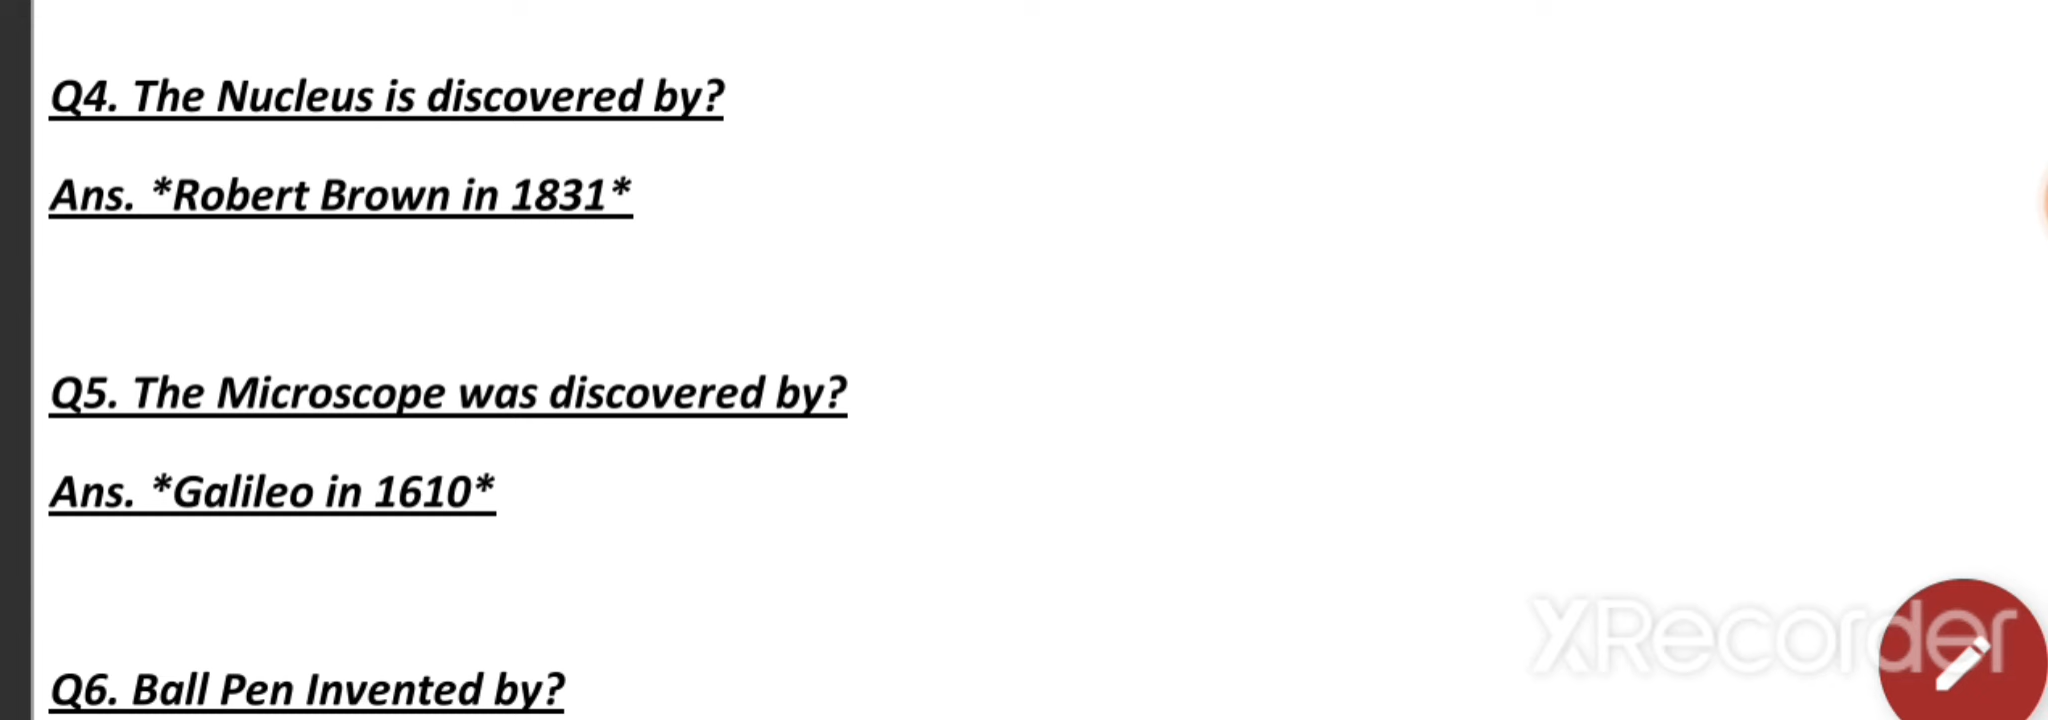 Q4. The Nucleus is discovered by?
Ans. *Robert Brown in 1831*
Q5. The Microscope was discovered by?
Ans. *Galileo in 1610*
Q6. Ball Pen Invented by?
XRecorder